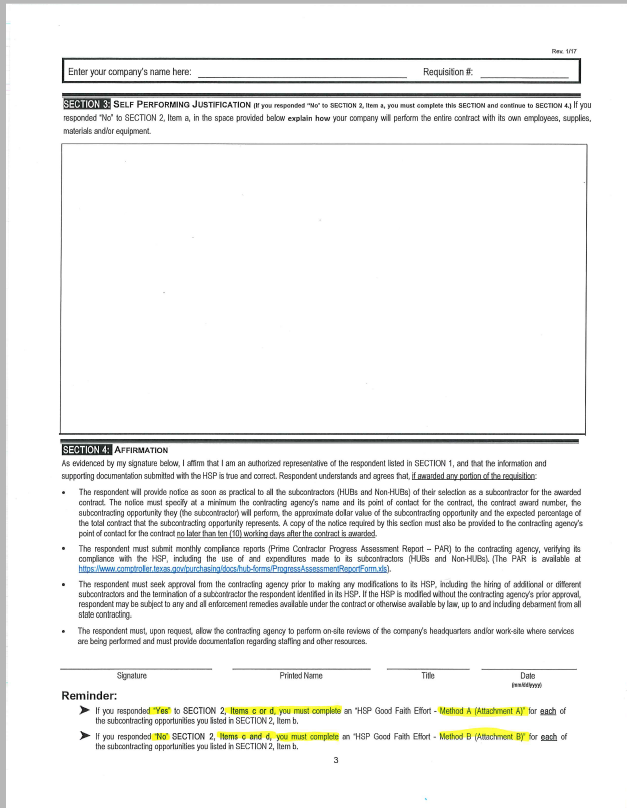 Rev. 1/17
Enter your company's name here: Requisition #:
SECTION 3: SELF PERFORMING JUSTIFICATION (If you responded "No" to SECTION 2, Item a, you must complete this SECTION and continue to SECTION 4.) If you
responded "No" to SECTION 2, Item a, in the space provided below explain how your company will perform the entire contract with its own employees, supplies,
materials and/or equipment.
SECTION 4: AFFIRMATION
As evidenced by my signature below, I affirm that I am an authorized representative of the respondent listed in SECTION 1, and that the information and
supporting documentation submitted with the HSP is true and correct. Respondent understands and agrees that, if awarded any portion of the requisition:
• The respondent will provide notice as soon as practical to all the subcontractors (HUBs and Non-HUBs) of their selection as a subcontractor for the awarded
contract. The notice must specify at a minimum the contracting agency's name and its point of contact for the contract, the contract award number, the
subcontracting opportunity they (the subcontractor) will perform, the approximate dollar value of the subcontracting opportunity and the expected percentage of
the total contract that the subcontracting opportunity represents. A copy of the notice required by this section must also be provided to the contracting agency's
point of contact for the contract no later than ten (10) working days after the contract is awarded.
• The respondent must submit monthly compliance reports (Prime Contractor Progress Assessment Report – PAR) to the contracting agency, verifying its
compliance with the HSP, including the use of and expenditures made to its subcontractors (HUBs and Non-HUBs). (The PAR is available at
https://www.comptroller.texas.gov/purchasing/docs/hub-forms/ProgressAssessmentReportForm.xls).
• The respondent must seek approval from the contracting agency prior to making any modifications to its HSP, including the hiring of additional or different
subcontractors and the termination of a subcontractor the respondent identified in its HSP. If the HSP is modified without the contracting agency's prior approval,
respondent may be subject to any and all enforcement remedies available under the contract or otherwise available by law, up to and including debarment from all
state contracting.
• The respondent must, upon request, allow the contracting agency to perform on-site reviews of the company's headquarters and/or work-site where services
are being performed and must provide documentation regarding staffing and other resources.
Signature Printed Name Title Date
(mm/dd/yyyy)
Reminder:
➤ If you responded "Yes" to SECTION 2, Items c or d, you must complete an "HSP Good Faith Effort - Method A (Attachment A)" for each of
the subcontracting opportunities you listed in SECTION 2, Item b.
➤ If you responded "No" SECTION 2, Items c and d, you must complete an "HSP Good Faith Effort - Method B (Attachment B)" for each of
the subcontracting opportunities you listed in SECTION 2, Item b.
3